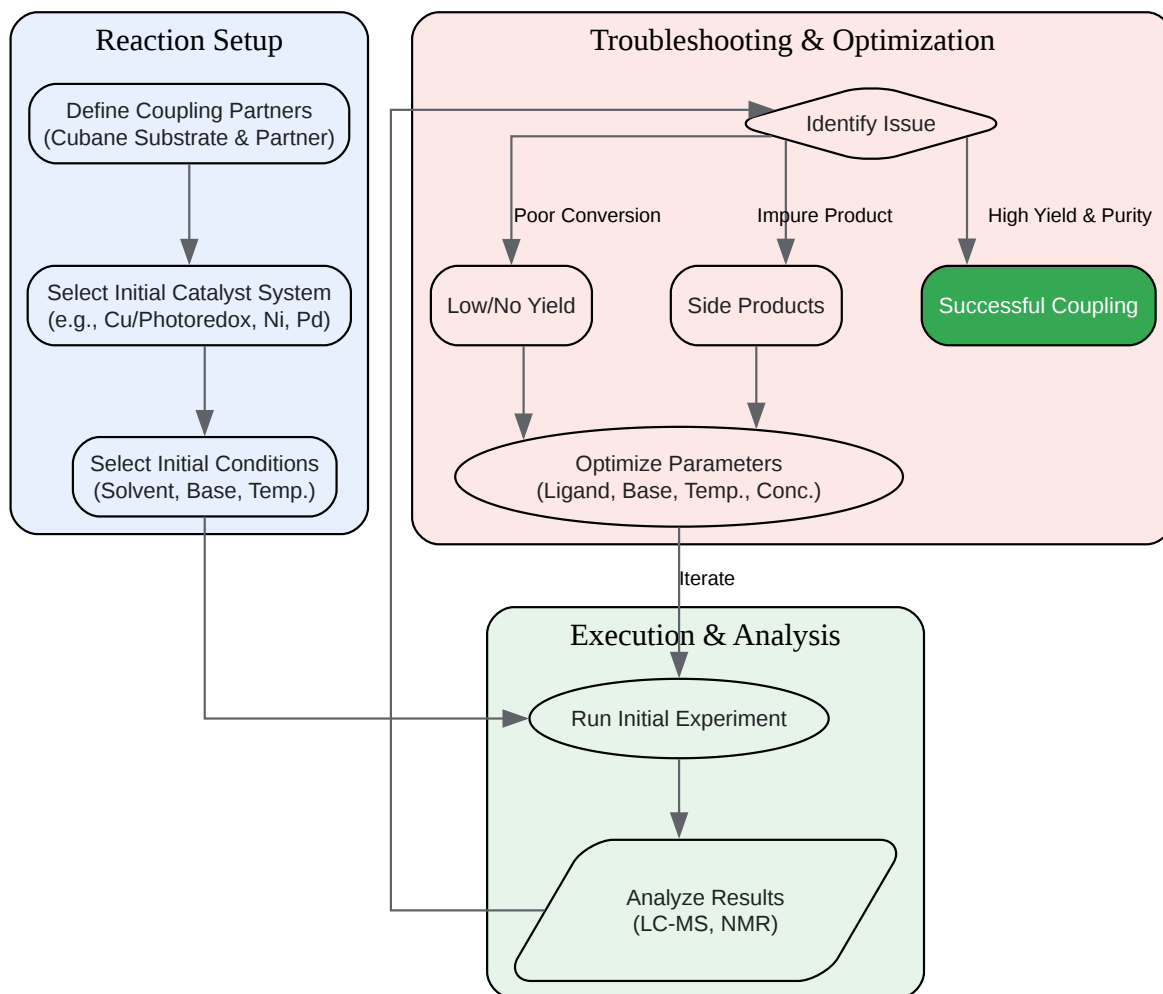 Reaction Setup
Define Coupling Partners
(Cubane Substrate & Partner)
Select Initial Catalyst System
(e.g., Cu/Photoredox, Ni, Pd)
Select Initial Conditions
(Solvent, Base, Temp.)
Troubleshooting & Optimization
Identify Issue
Poor Conversion
Impure Product
High Yield & Purity
Low/No Yield
Side Products
Successful Coupling
Optimize Parameters
(Ligand, Base, Temp., Conc.)
Iterate
Execution & Analysis
Run Initial Experiment
Analyze Results
(LC-MS, NMR)